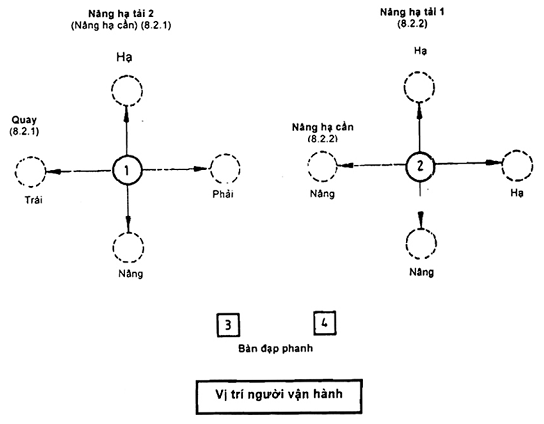 Nâng hạ tải 2
(Nâng hạ cần) (8.2.1)
Hạ
Quay
(8.2.1)
1
Trái
Phải
Nâng
Nâng hạ tải 1
(8.2.2)
Hạ
Nâng hạ cần
(8.2.2)
2
Nâng
Hạ
Nâng
3
4
Bàn đạp phanh
Vị trí người vận hành